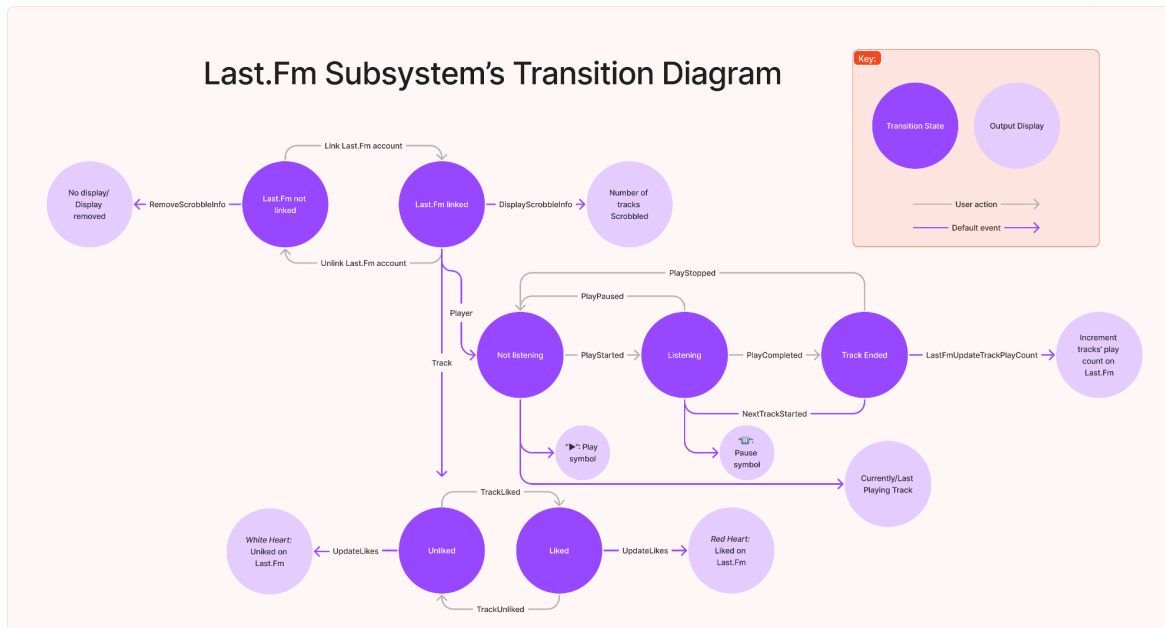 Last.Fm Subsystem's Transition Diagram
Key:
Transition State
Output Display
User action
Default event
Link Last.Fm account
No display/
Display
removed
RemoveScrobbleInfo
Last.Fm not
linked
Last.Fm linked
DisplayScrobbleInfo
Number of
tracks
Scrobbled
Unlink Last.Fm account
PlayStopped
PlayPaused
Player
Track
Not listening
PlayStarted
Listening
PlayCompleted
Track Ended
LastFmUpdateTrackPlayCount
Increment
tracks' play
count on
Last.Fm
NextTrackStarted
"▶": Play
symbol
:
Pause
symbol
Currently/Last
Playing Track
TrackLiked
White Heart:
Uniked on
Last.Fm
UpdateLikes
Unliked
Liked
UpdateLikes
Red Heart:
Liked on
Last.Fm
TrackUnliked